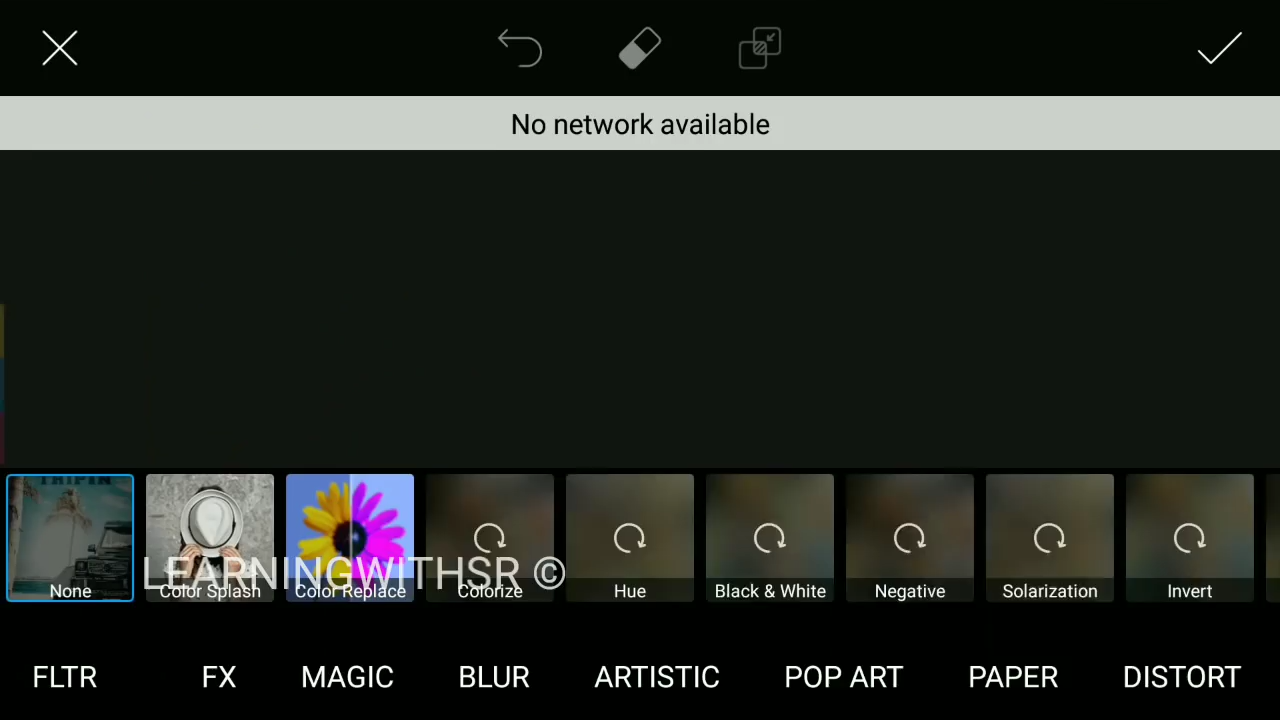 No network available
TRIPIN
None
Color Splash
Color Replace
Colorize
Hue
Black & White
Negative
Solarization
Invert
LEARNINGWITHSR ©
FLTR
FX
MAGIC
BLUR
ARTISTIC
POP ART
PAPER
DISTORT